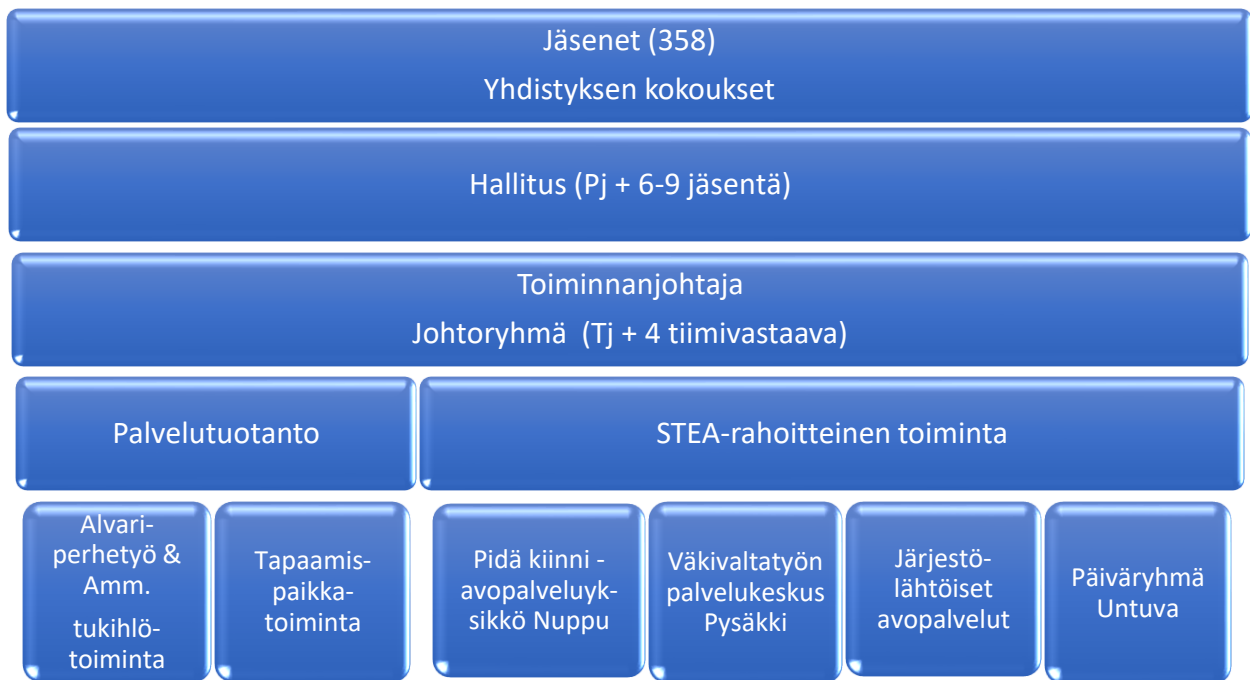 Jäsenet (358)
Yhdistyksen kokoukset
Hallitus (Pj + 6-9 jäsentä)
Toiminnanjohtaja
Johtoryhmä (Tj + 4 tiimivastaava)
Palvelutuotanto
STEA-rahoitteinen toiminta
Alvari-
perhetyö &
Amm.
tukihlö-
toiminta
Tapaamis-
paikka-
toiminta
Pidä kiinni -
avopalveluyk-
sikkö Nuppu
Väkivaltatyön
palvelukeskus
Pysäkki
Järjestö-
lähtöiset
avopalvelut
Päiväryhmä
Untuva